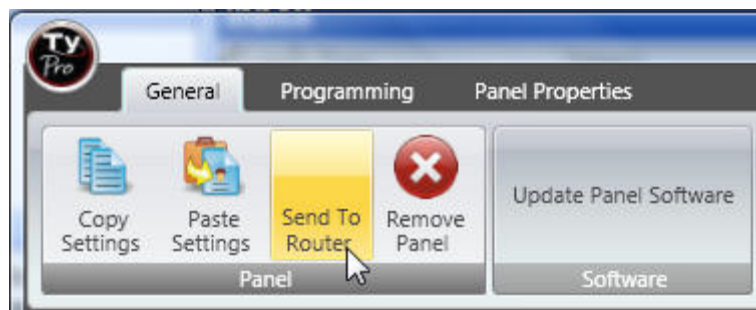 Ty
Pro
General Programming Panel Properties
Copy
Settings
Paste
Settings
Send To
Router
Remove
Panel
Update Panel Software
Panel
Software